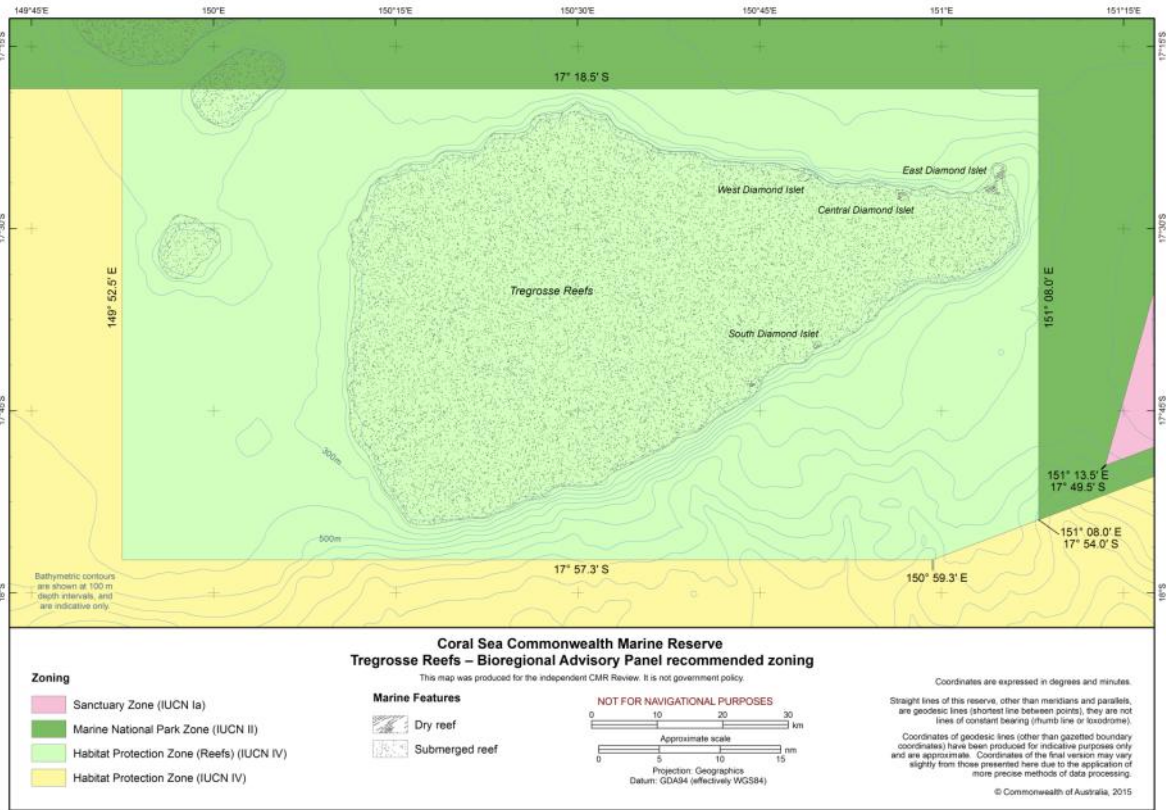 149°45'E 150°E 150°15'E 150°30'E 150°45'E 151°E 151°15'E
17°15'S 17°15'S
17° 18.5' S
East Diamond Islet
West Diamond Islet
Central Diamond Islet
17°30'S 17°30'S
149° 52.5' E
Tregrosse Reefs
151° 08.0' E
South Diamond Islet
17°45'S 17°45'S
300m
151° 13.5' E
17° 49.5' S
500m
151° 08.0' E
17° 54.0' S
17° 57.3' S
150° 59.3' E
Bathymetric contours
are shown at 100 m
depth intervals, and
are indicative only.
18°S 18°S
Coral Sea Commonwealth Marine Reserve
Tregrosse Reefs – Bioregional Advisory Panel recommended zoning
This map was produced for the independent CMR Review. It is not government policy.
Zoning
Sanctuary Zone (IUCN Ia)
Marine National Park Zone (IUCN II)
Habitat Protection Zone (Reefs) (IUCN IV)
Habitat Protection Zone (IUCN IV)
Marine Features
Dry reef
Submerged reef
NOT FOR NAVIGATIONAL PURPOSES
0 10 20 30
km
Approximate scale
0 5 10 15
nm
Projection: Geographics
Datum: GDA94 (effectively WGS84)
Coordinates are expressed in degrees and minutes.
Straight lines of this reserve, other than meridians and parallels,
are geodesic lines (shortest line between points), they are not
lines of constant bearing (rhumb line or loxodrome).
Coordinates of geodesic lines (other than gazetted boundary
coordinates) have been produced for indicative purposes only
and are approximate. Coordinates of the final version may vary
slightly from those presented here due to the application of
more precise methods of data processing.
© Commonwealth of Australia, 2015